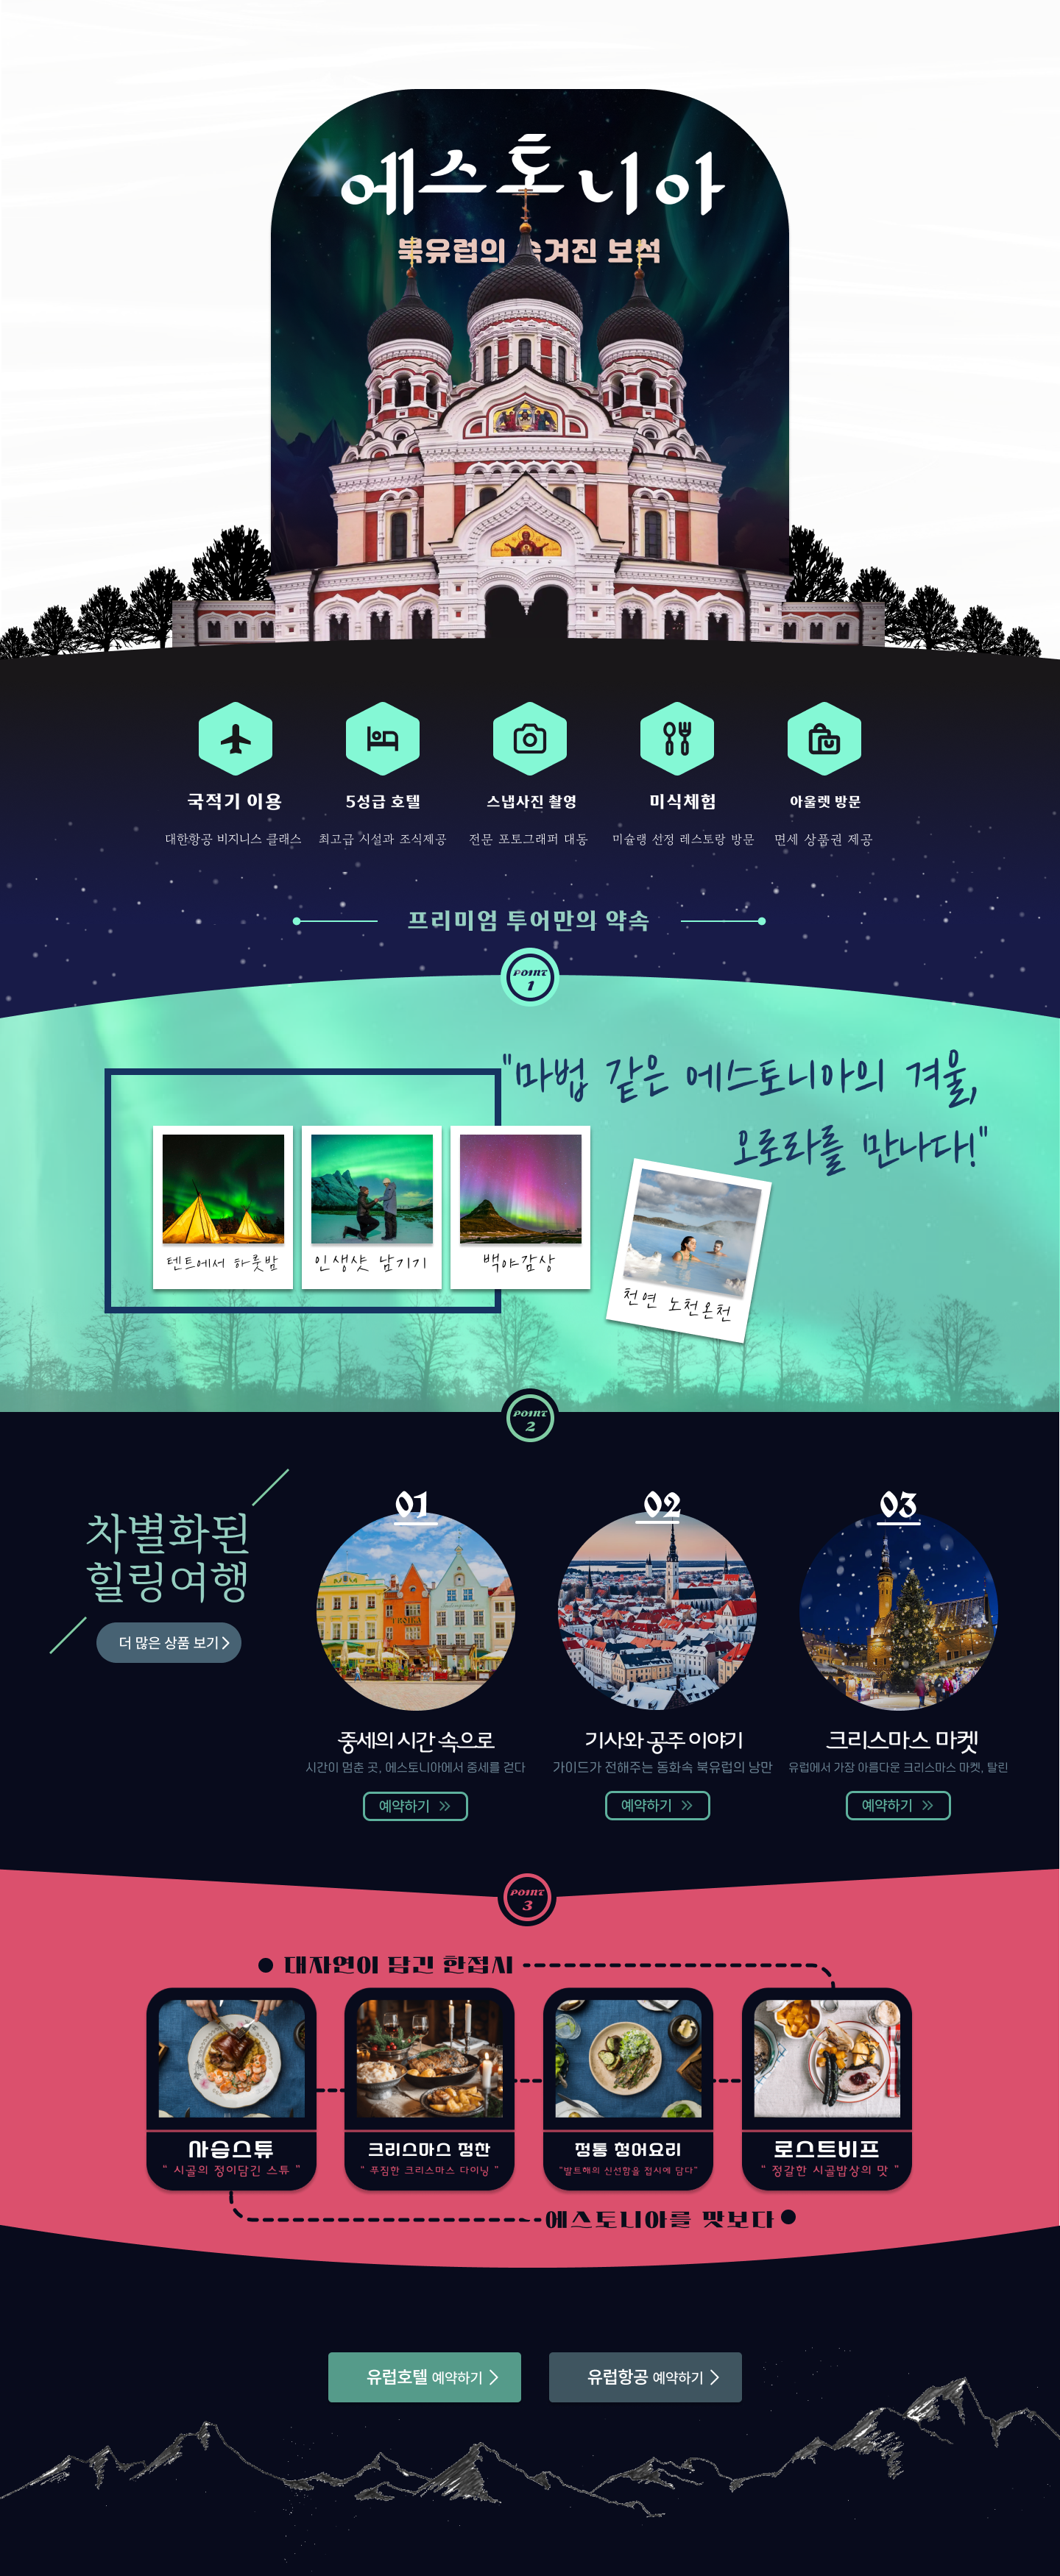 에스토니아
북유럽의 숨겨진 보석
국적기 이용
대한항공 비지니스 클래스
5성급 호텔
최고급 시설과 조식제공
스냅사진 촬영
전문 포토그래퍼 대동
미식체험
미슐랭 선정 레스토랑 방문
아울렛 방문
면세 상품권 제공
프리미엄 투어만의 약속
POINT
1
"마법 같은 에스토니아의 겨울,
오로라를 만나다!"
텐트에서 하룻밤
인생샷 남기기
백야감상
천연 노천온천
POINT
2
차별화된
힐링여행
더 많은 상품 보기
01
중세의 시간 속으로
시간이 멈춘 곳, 에스토니아에서 중세를 걷다
예약하기
02
기사와 공주 이야기
가이드가 전해주는 동화속 북유럽의 낭만
예약하기
03
크리스마스 마켓
유럽에서 가장 아름다운 크리스마스 마켓, 탈린
예약하기
POINT
3
대자연이 담긴 한접시
사슴스튜
" 시골의 정이담긴 스튜 "
크리스마스 정찬
" 푸짐한 크리스마스 다이닝 "
정통 청어요리
"발트해의 신선함을 접시에 담다"
로스트비프
" 정갈한 시골밥상의 맛 "
에스토니아를 맛보다
유럽호텔 예약하기
유럽항공 예약하기